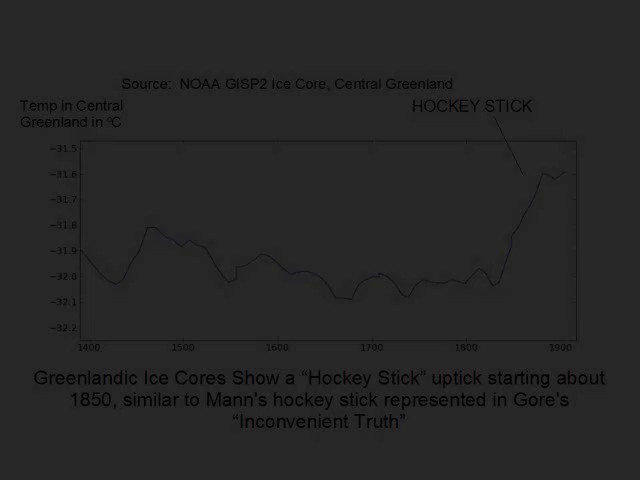 Source: NOAA GISP2 Ice Core, Central Greenland
Temp in Central
Greenland in °C
HOCKEY STICK
−31.5
−31.6
−31.7
−31.8
−31.9
−32.0
−32.1
−32.2
1400 1500 1600 1700 1800 1900
Greenlandic Ice Cores Show a “Hockey Stick” uptick starting about
1850, similar to Mann's hockey stick represented in Gore's
“Inconvenient Truth”